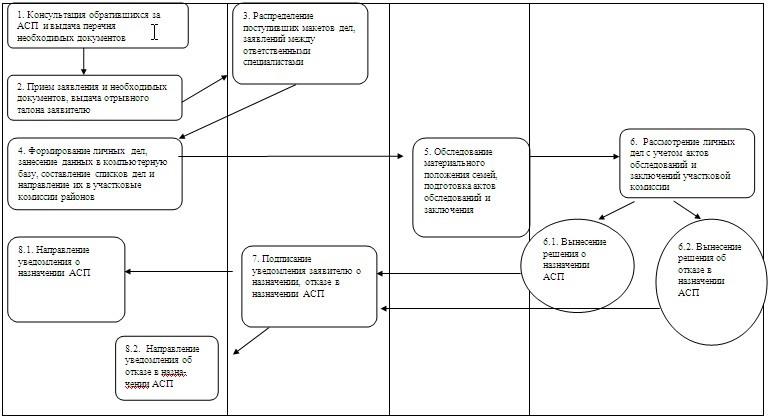 1. Консультация обратившихся за
АСП и выдача перечня
необходимых документов
2. Прием заявления и необходимых
документов, выдача отрывного
талона заявителю
3. Распределение
поступивших макетов дел,
заявлений между
ответственными
специалистами
4. Формирование личных дел,
занесение данных в компьютерную
базу, составление списков дел и
направление их в участковые
комиссии районов
5. Обследование
материального
положения семей,
подготовка актов
обследований и
заключения
6. Рассмотрение личных
дел с учетом актов
обследований и
заключений участковой
комиссии
6.1. Вынесение
решения о
назначении
АСП
6.2. Вынесение
решения об
отказе в
назначении
АСП
7. Подписание
уведомления заявителю о
назначении, отказе в
назначении АСП
8.1. Направление
уведомления о
назначении АСП
8.2. Направление
уведомления об
отказе в назна-
чении АСП